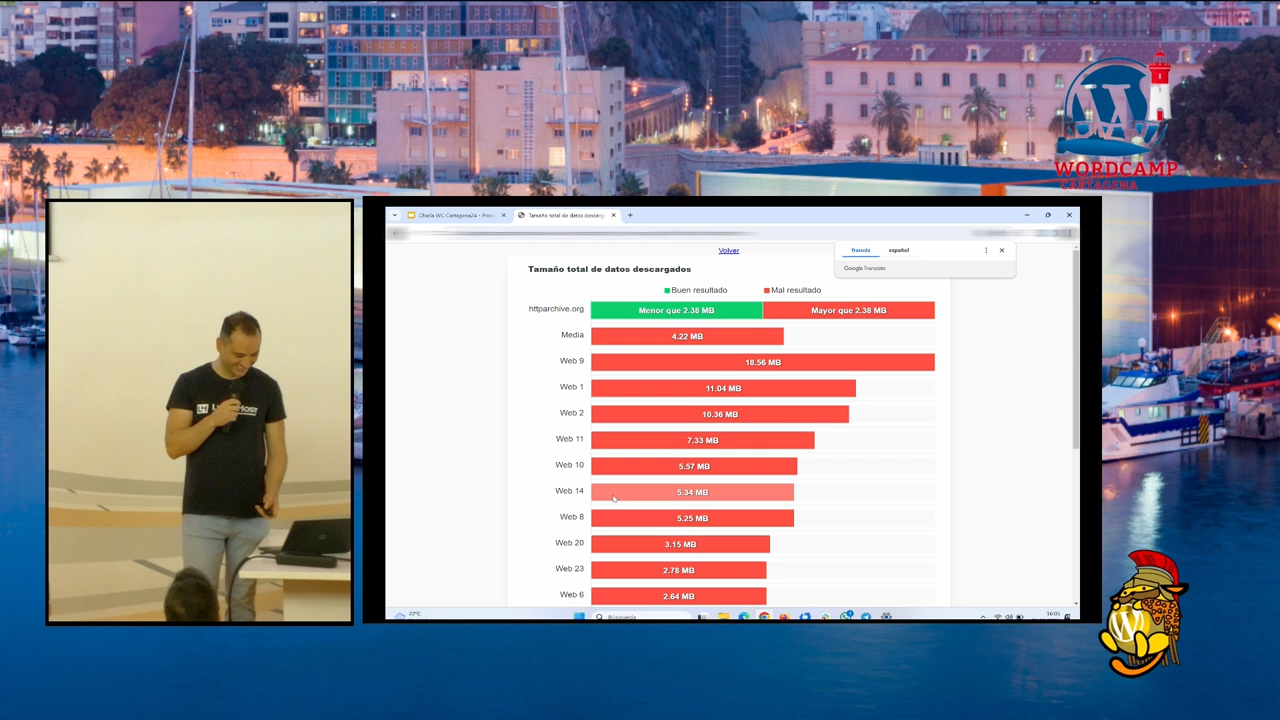 WORDCAMP
CARTAGENA
Charla WC Cartagena24 - Prese
Tamaño total de datos descarg
Volver
francés español
Google Translate
Tamaño total de datos descargados
Buen resultado Mal resultado
httparchive.org Menor que 2.38 MB Mayor que 2.38 MB
Media 4.22 MB
Web 9 18.56 MB
Web 1 11.04 MB
Web 2 10.36 MB
Web 11 7.33 MB
Web 10 5.57 MB
Web 14 5.34 MB
Web 8 5.25 MB
Web 20 3.15 MB
Web 23 2.78 MB
Web 6 2.64 MB
22°C
Búsqueda
16:05